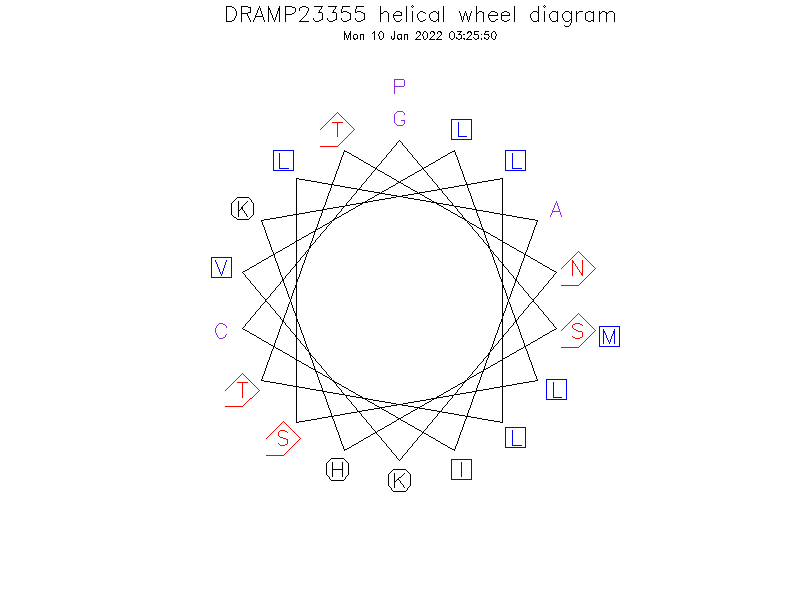 DRAMP23355 helical wheel diagram
Mon 10 Jan 2022 03:25:50
P
T G L
L L
K A
V N
C S M
T L
S L
H K I